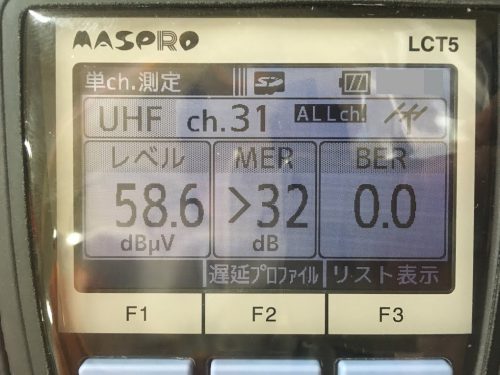 MASPRO LCT5
単ch.測定 SD
UHF ch.31 ALLch!
レベル MER BER
58.6 >32 0.0
dBμV dB
遅延プロファイル リスト表示
F1 F2 F3